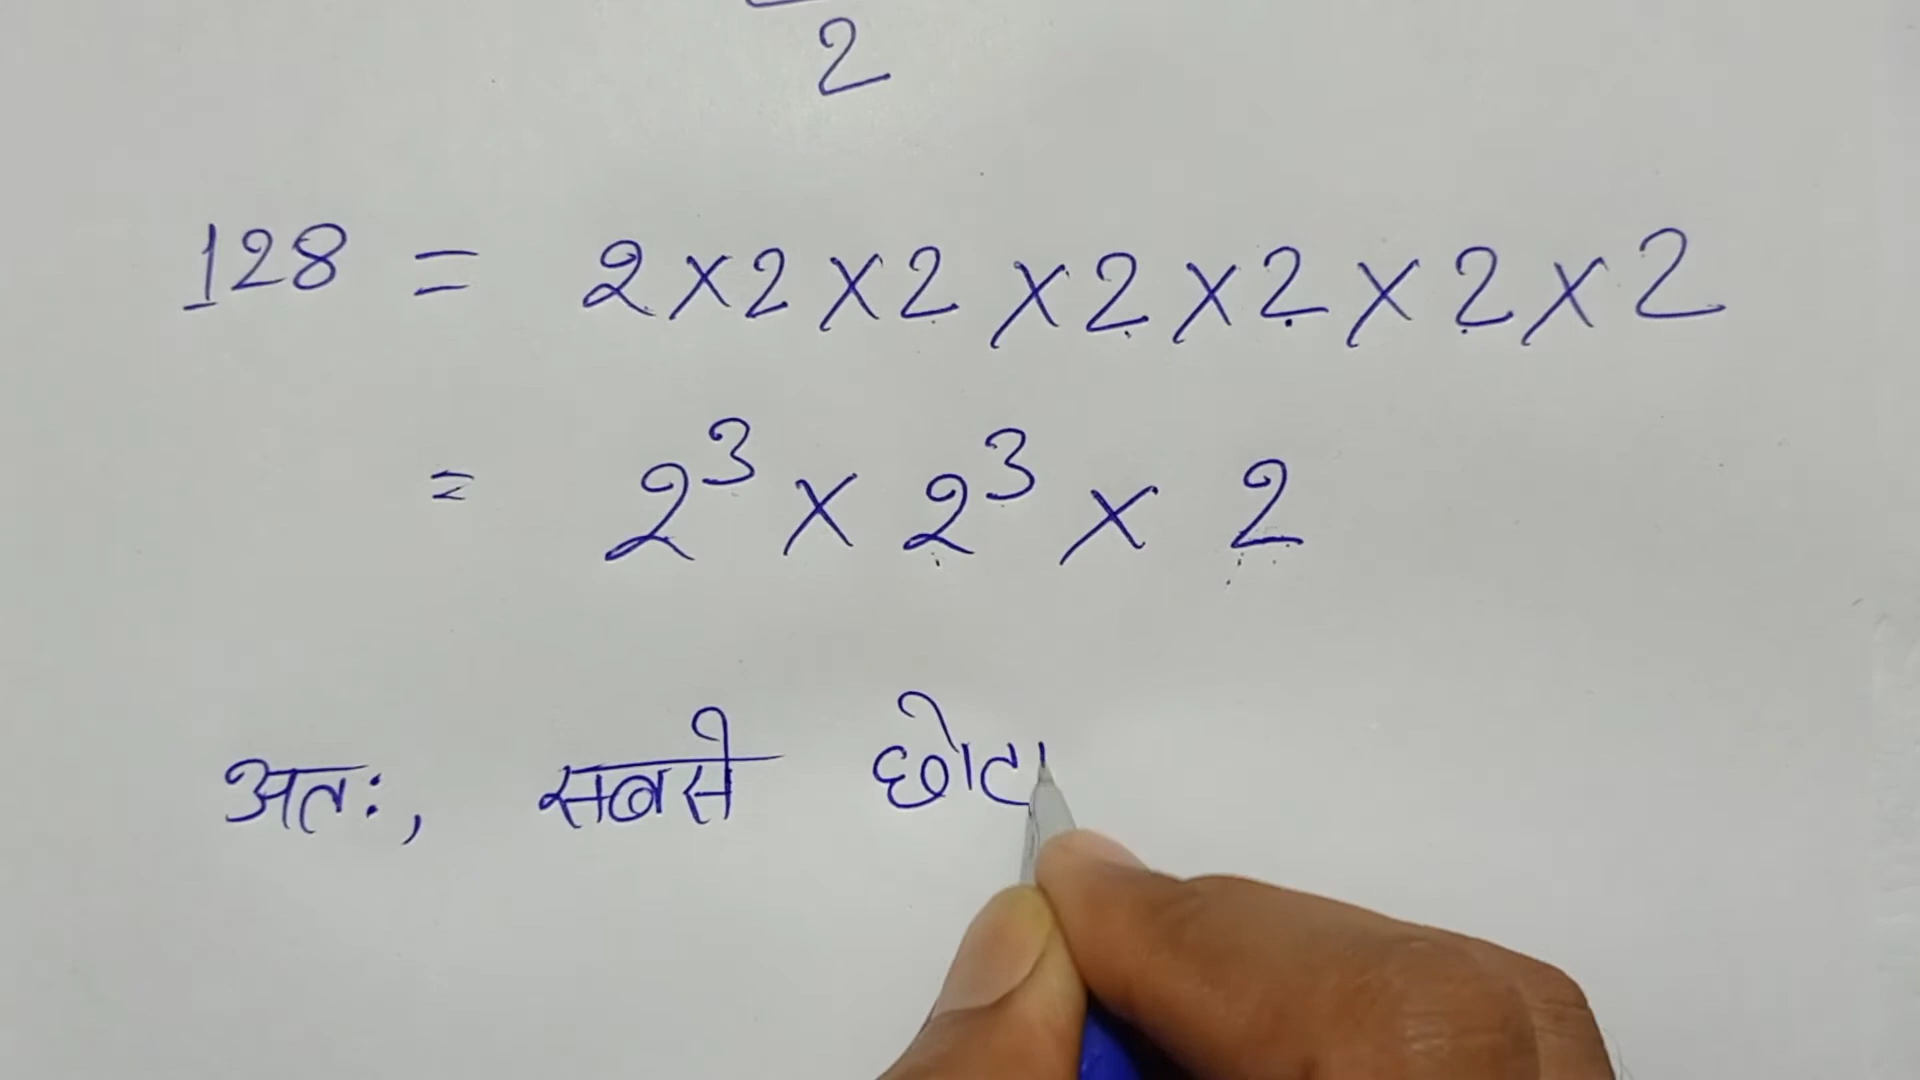 2
128 = 2 × 2 × 2 × 2 × 2 × 2 × 2
= 2³ × 2³ × 2
अतः, सबसे छोटा